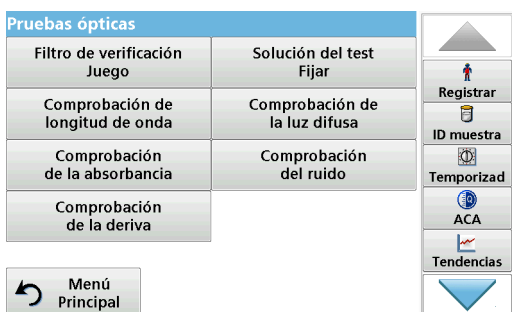 Pruebas ópticas
Filtro de verificación
Juego
Solución del test
Fijar
Comprobación de
longitud de onda
Comprobación de
la luz difusa
Comprobación
de la absorbancia
Comprobación
del ruido
Comprobación
de la deriva
Menú
Principal
Registrar
ID muestra
Temporizad
ACA
Tendencias